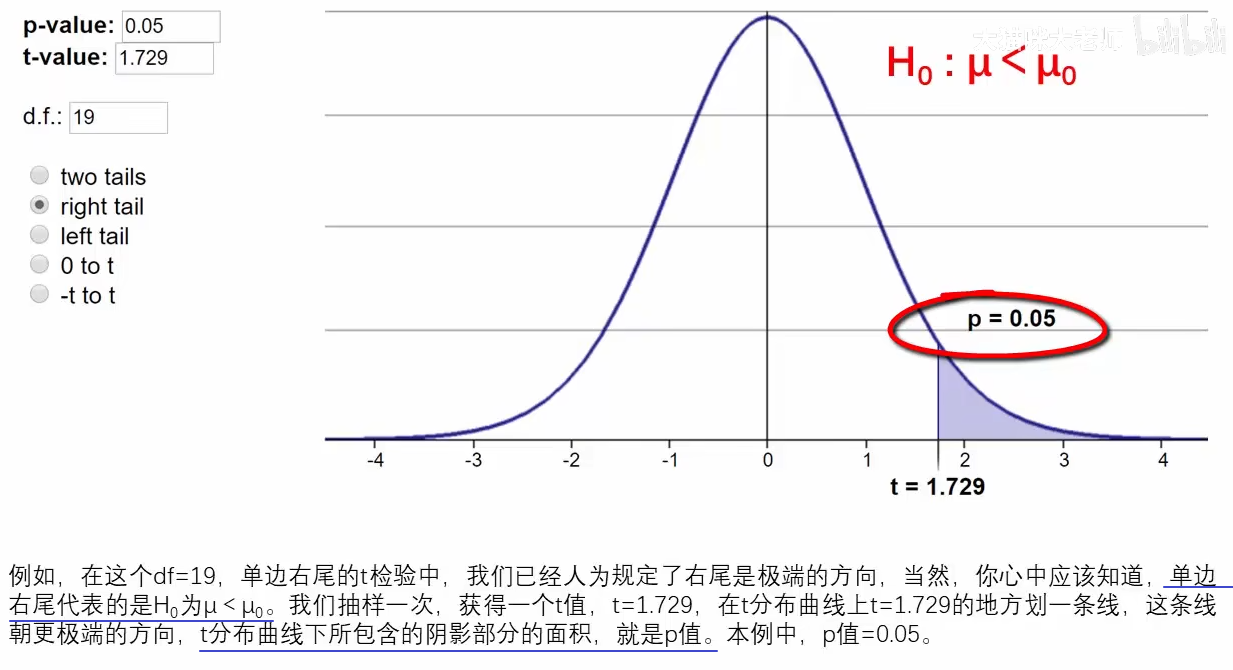 p-value: 0.05
t-value: 1.729
d.f.: 19
two tails
right tail
left tail
0 to t
-t to t
H₀ : μ < μ₀
bilibili
p = 0.05
-4 -3 -2 -1 0 1 2 3 4
t = 1.729
例如，在这个df=19，单边右尾的t检验中，我们已经人为规定了右尾是极端的方向，当然，你心中应该知道，单边
右尾代表的是H₀为μ < μ₀。我们抽样一次，获得一个t值，t=1.729，在t分布曲线上t=1.729的地方划一条线，这条线
朝更极端的方向，t分布曲线下所包含的阴影部分的面积，就是p值。本例中，p值=0.05。